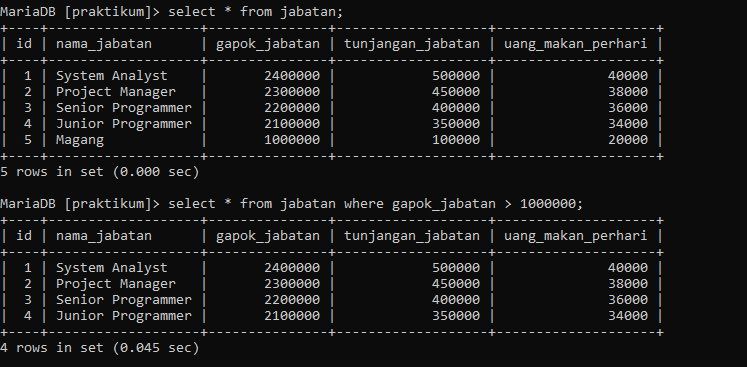 MariaDB [praktikum]> select * from jabatan;
+----+-------------------+---------------+-------------------+--------------------+
| id | nama_jabatan      | gapok_jabatan | tunjangan_jabatan | uang_makan_perhari |
+----+-------------------+---------------+-------------------+--------------------+
|  1 | System Analyst    |       2400000 |            500000 |              40000 |
|  2 | Project Manager   |       2300000 |            450000 |              38000 |
|  3 | Senior Programmer |       2200000 |            400000 |              36000 |
|  4 | Junior Programmer |       2100000 |            350000 |              34000 |
|  5 | Magang            |       1000000 |            100000 |              20000 |
+----+-------------------+---------------+-------------------+--------------------+
5 rows in set (0.000 sec)
MariaDB [praktikum]> select * from jabatan where gapok_jabatan > 1000000;
+----+-------------------+---------------+-------------------+--------------------+
| id | nama_jabatan      | gapok_jabatan | tunjangan_jabatan | uang_makan_perhari |
+----+-------------------+---------------+-------------------+--------------------+
|  1 | System Analyst    |       2400000 |            500000 |              40000 |
|  2 | Project Manager   |       2300000 |            450000 |              38000 |
|  3 | Senior Programmer |       2200000 |            400000 |              36000 |
|  4 | Junior Programmer |       2100000 |            350000 |              34000 |
+----+-------------------+---------------+-------------------+--------------------+
4 rows in set (0.045 sec)